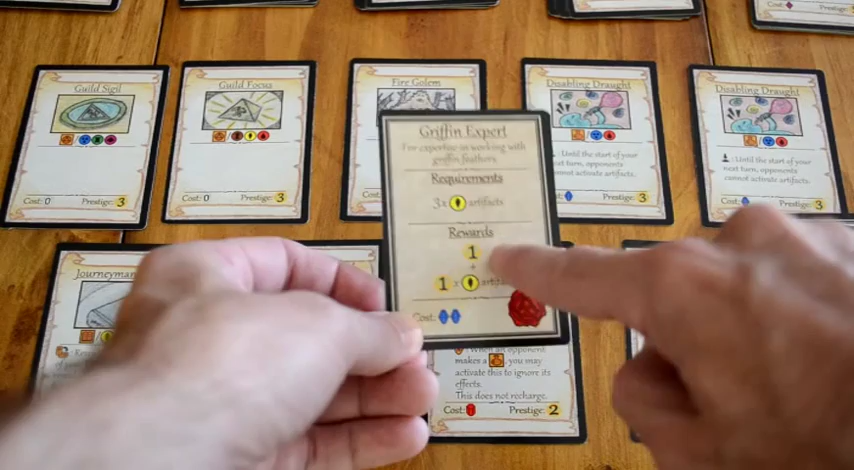 Cost:
Guild Sigil
Cost: 0 Prestige: 3
Guild Focus
Cost: 0 Prestige: 3
Fire Golem
Disabling Draught
: Until the start of your
next turn, opponents
cannot activate artifacts.
Prestige: 3
Disabling Draught
: Until the start of your
next turn, opponents
cannot activate artifacts.
Cost: Prestige: 3
Griffin Expert
For expertise in working with
griffin feathers.
Requirements
3x artifacts
Rewards
1
+
1 x
Cost:
Journeyman
: When an opponent
makes a , you may
activate this to ignore its
effects.
This does not recharge.
Cost: Prestige: 2